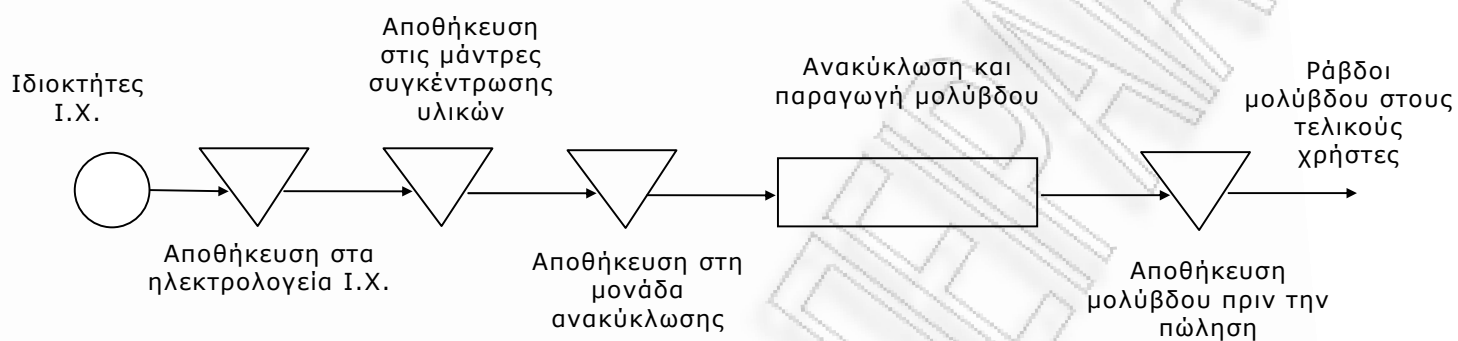 Ιδιοκτήτες
Ι.Χ.
Αποθήκευση στα
ηλεκτρολογεία Ι.Χ.
Αποθήκευση
στις μάντρες
συγκέντρωσης
υλικών
Αποθήκευση στη
μονάδα
ανακύκλωσης
Ανακύκλωση και
παραγωγή μολύβδου
Αποθήκευση
μολύβδου πριν την
πώληση
Ράβδοι
μολύβδου στους
τελικούς
χρήστες